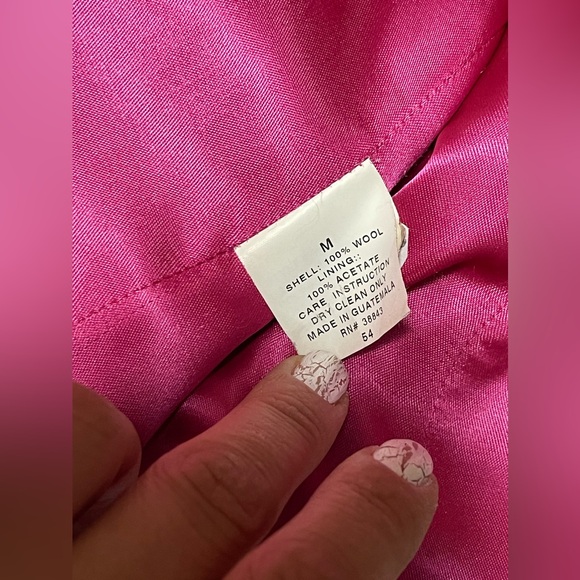 M
SHELL: 100% WOOL
LINING::
100% ACETATE
CARE INSTRUCTION
DRY CLEAN ONLY
MADE IN GUATEMALA
RN# 38843
54